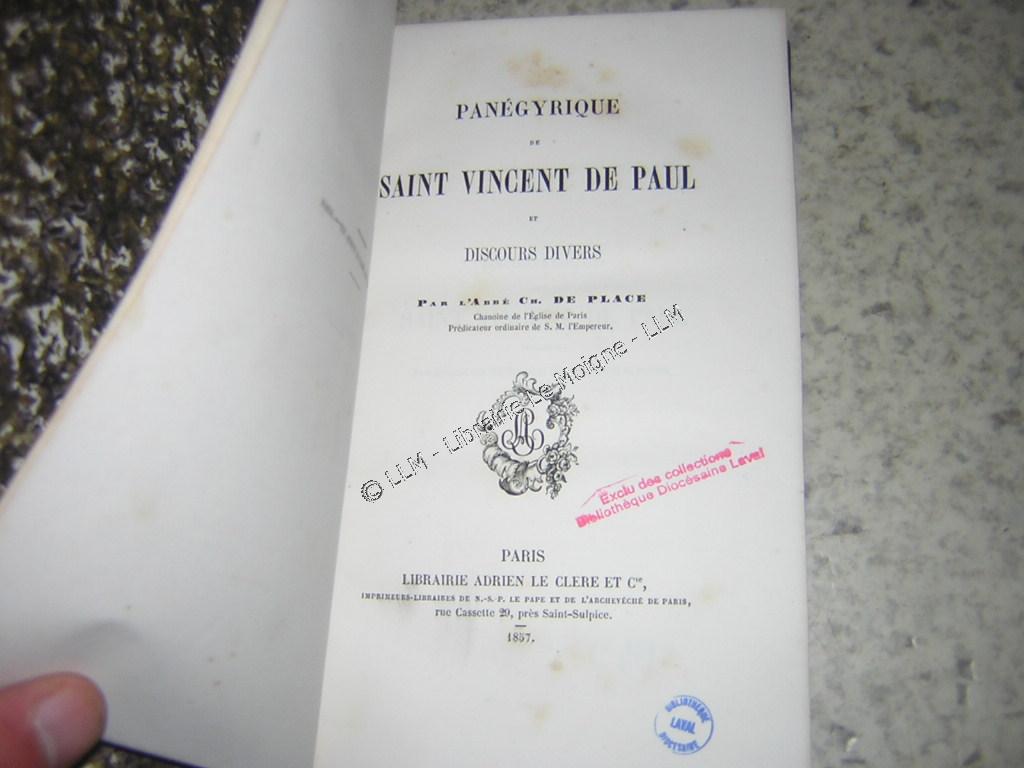 PANÉGYRIQUE
DE
SAINT VINCENT DE PAUL
ET
DISCOURS DIVERS
PAR L'ABBÉ CH. DE PLACE
Chanoine de l'Église de Paris
Prédicateur ordinaire de S. M. l'Empereur.
© LLM - Librairie Le Moigne - LLM
Exclu des collections
Bibliothèque Diocésaine Laval
PARIS
LIBRAIRIE ADRIEN LE CLERE ET Cie,
IMPRIMEURS-LIBRAIRES DE N.-S.-P. LE PAPE ET DE L'ARCHEVÊCHÉ DE PARIS,
rue Cassette 29, près Saint-Sulpice.
1857.
BIBLIOTHÈQUE
LAVAL
DIOCÉSAINE